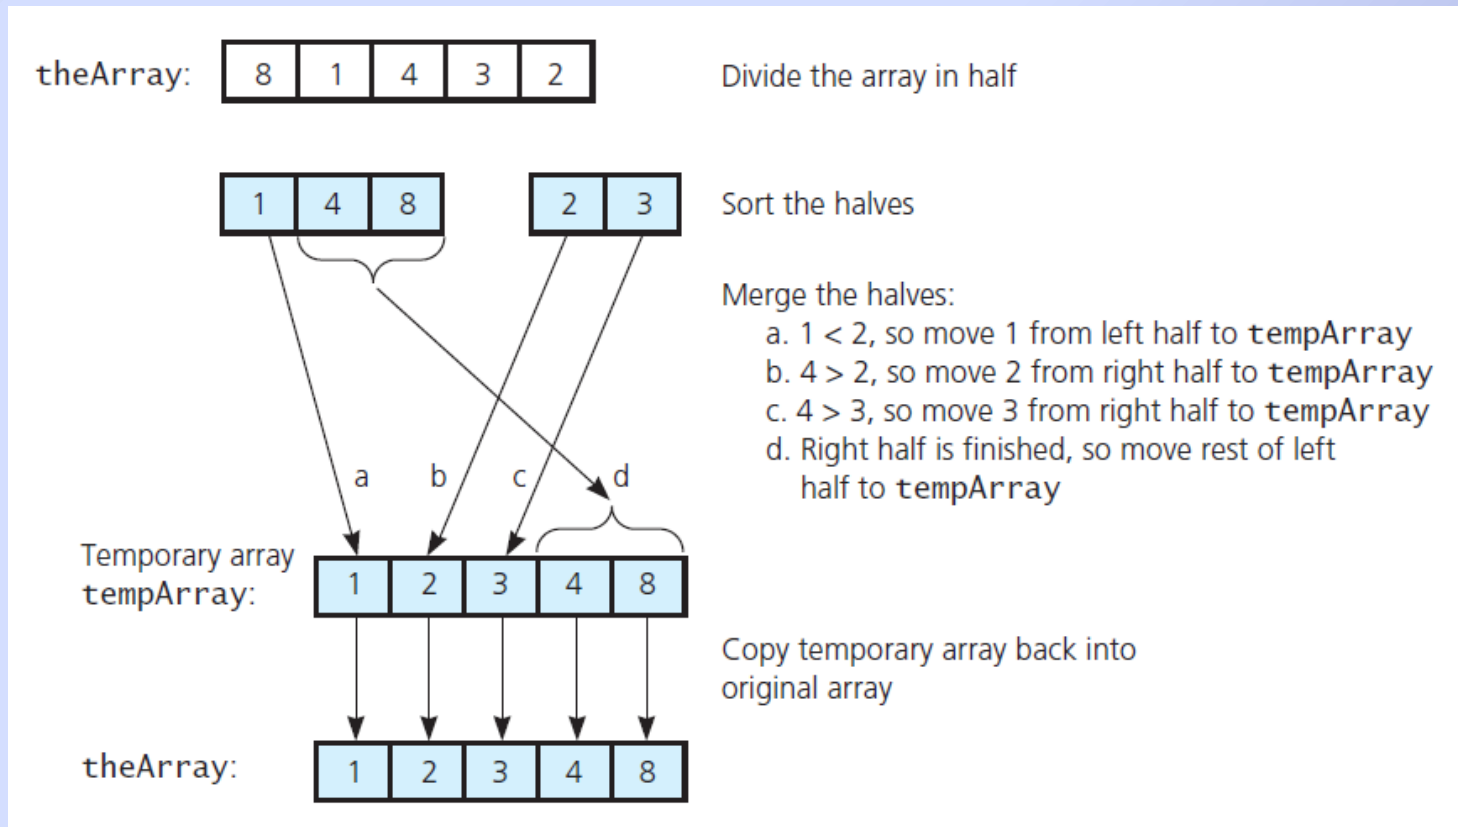 theArray: 8 1 4 3 2 Divide the array in half
1 4 8 2 3 Sort the halves
Merge the halves:
a. 1 < 2, so move 1 from left half to tempArray
b. 4 > 2, so move 2 from right half to tempArray
c. 4 > 3, so move 3 from right half to tempArray
d. Right half is finished, so move rest of left
half to tempArray
a b c d
Temporary array
tempArray: 1 2 3 4 8
Copy temporary array back into
original array
theArray: 1 2 3 4 8